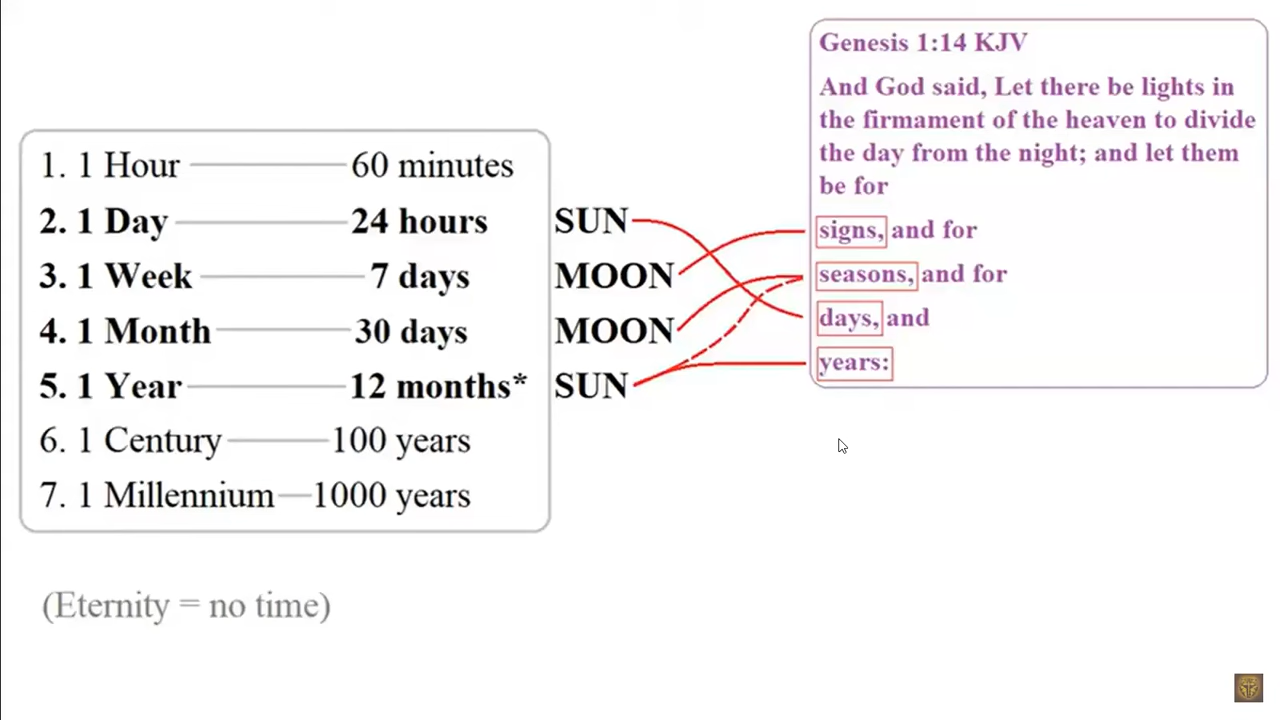 Genesis 1:14 KJV
And God said, Let there be lights in
the firmament of the heaven to divide
the day from the night; and let them
be for
signs, and for
seasons, and for
days, and
years:
1. 1 Hour 60 minutes
2. 1 Day 24 hours SUN
3. 1 Week 7 days MOON
4. 1 Month 30 days MOON
5. 1 Year 12 months* SUN
6. 1 Century 100 years
7. 1 Millennium 1000 years
(Eternity = no time)